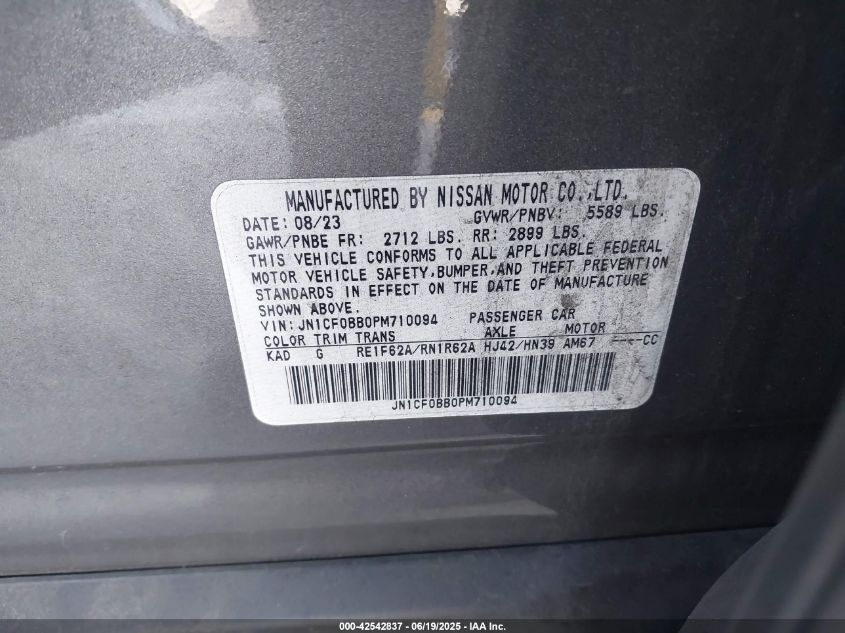 MANUFACTURED BY NISSAN MOTOR CO.,LTD.
DATE: 08/23 GVWR/PNBV: 5589 LBS.
GAWR/PNBE FR: 2712 LBS. RR: 2899 LBS.
THIS VEHICLE CONFORMS TO ALL APPLICABLE FEDERAL
MOTOR VEHICLE SAFETY,BUMPER,AND THEFT PREVENTION
STANDARDS IN EFFECT ON THE DATE OF MANUFACTURE
SHOWN ABOVE.
VIN: JN1CF0BB0PM710094 PASSENGER CAR
COLOR TRIM TRANS AXLE MOTOR
KAD G RE1F62A/RN1R62A HJ42/HN39 AM67 ----CC
JN1CF0BB0PM710094
000-42542837 - 06/19/2025 - IAA Inc.